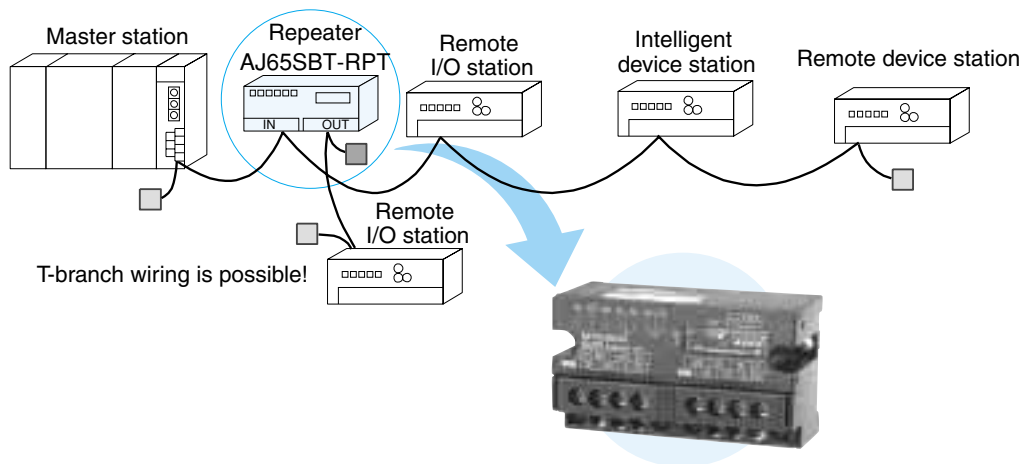 Master station
Repeater
AJ65SBT-RPT
Remote
I/O station
Intelligent
device station
Remote device station
IN
OUT
Remote
I/O station
T-branch wiring is possible!